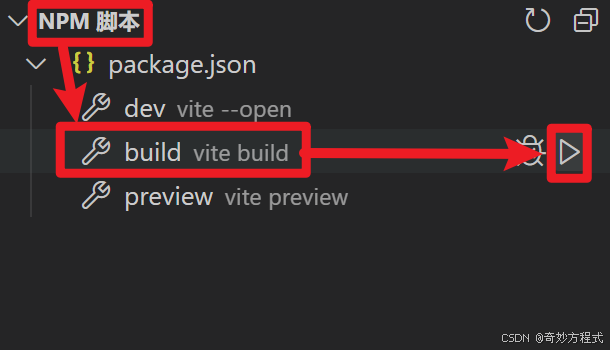 NPM 脚本
{ } package.json
dev vite --open
build vite build
preview vite preview
CSDN @奇妙方程式